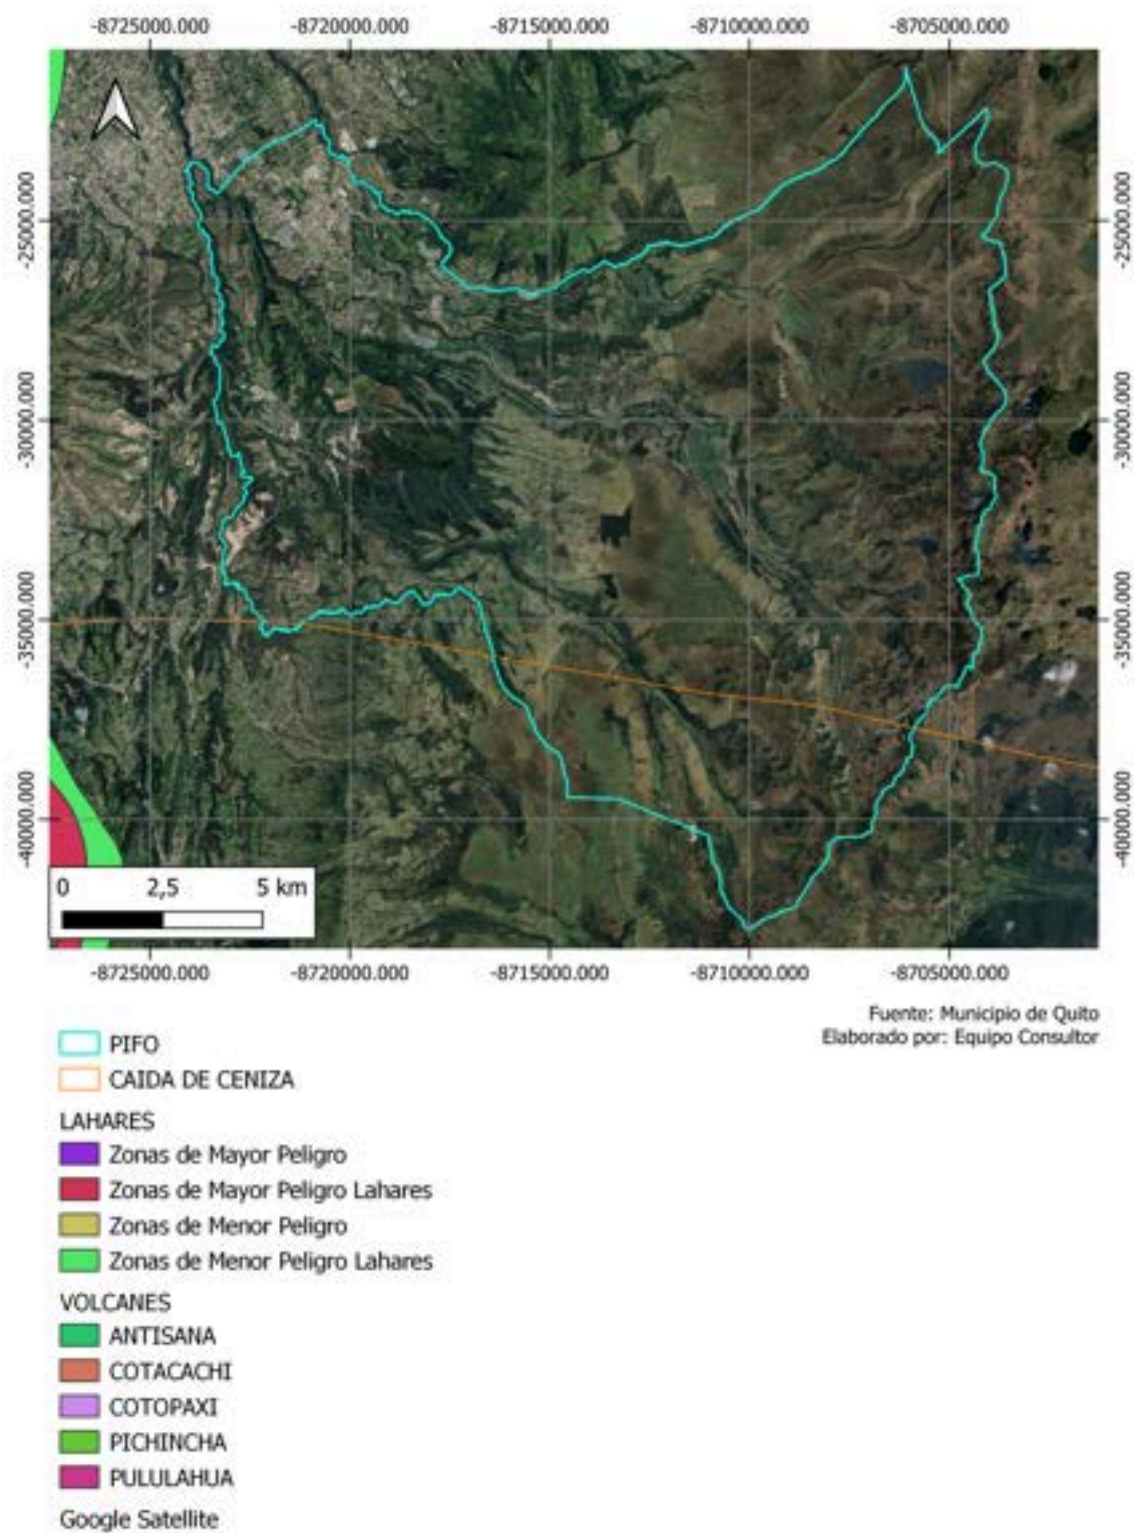 -8725000.000 -8720000.000 -8715000.000 -8710000.000 -8705000.000
-25000.000 -25000.000
-30000.000 -30000.000
-35000.000 -35000.000
-40000.000 -40000.000
0 2,5 5 km
-8725000.000 -8720000.000 -8715000.000 -8710000.000 -8705000.000
Fuente: Municipio de Quito
Elaborado por: Equipo Consultor
PIFO
CAIDA DE CENIZA
LAHARES
Zonas de Mayor Peligro
Zonas de Mayor Peligro Lahares
Zonas de Menor Peligro
Zonas de Menor Peligro Lahares
VOLCANES
ANTISANA
COTACACHI
COTOPAXI
PICHINCHA
PULULAHUA
Google Satellite